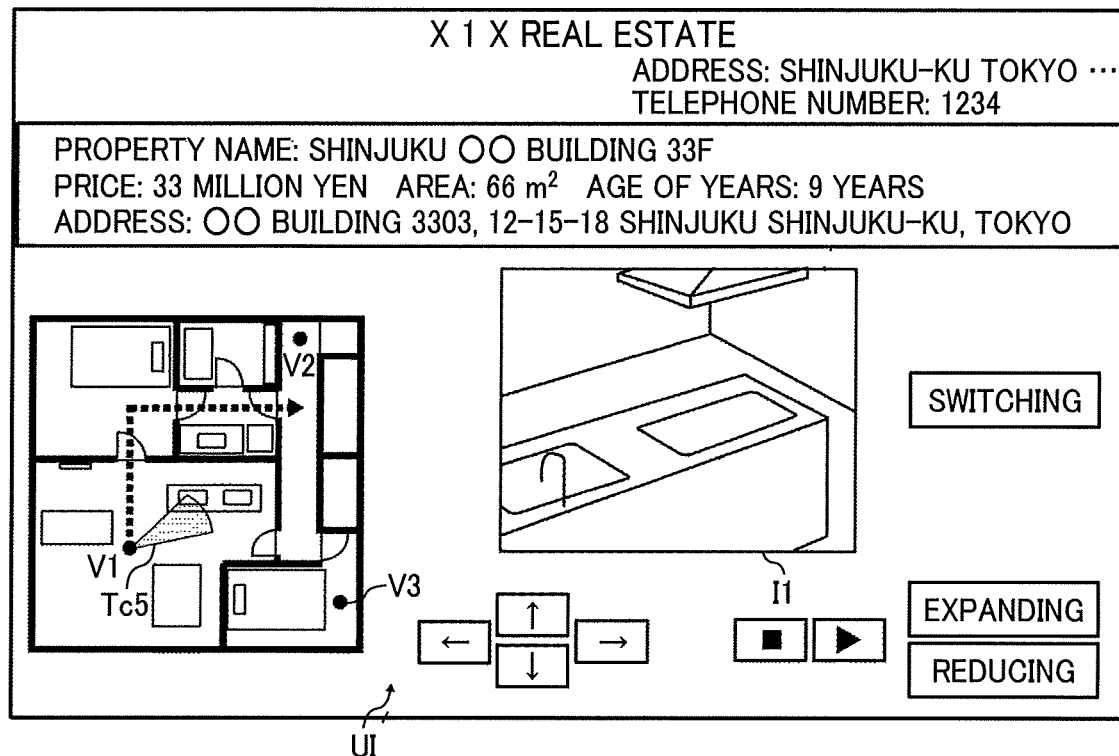 X 1 X REAL ESTATE
ADDRESS: SHINJUKU-KU TOKYO ⋯
TELEPHONE NUMBER: 1234
PROPERTY NAME: SHINJUKU ○○ BUILDING 33F
PRICE: 33 MILLION YEN AREA: 66 m² AGE OF YEARS: 9 YEARS
ADDRESS: ○○ BUILDING 3303, 12-15-18 SHINJUKU SHINJUKU-KU, TOKYO
V2
SWITCHING
V1
Tc5
V3
I1
↑
← →
↓
■ ▶
EXPANDING
REDUCING
UI